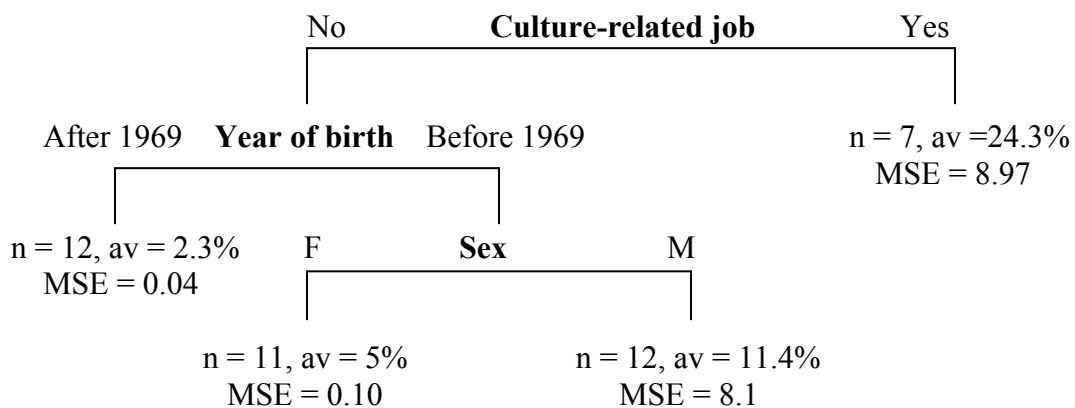 No Culture-related job Yes
After 1969 Year of birth Before 1969
n = 7, av =24.3%
MSE = 8.97
n = 12, av = 2.3%
MSE = 0.04
F Sex M
n = 11, av = 5%
MSE = 0.10
n = 12, av = 11.4%
MSE = 8.1